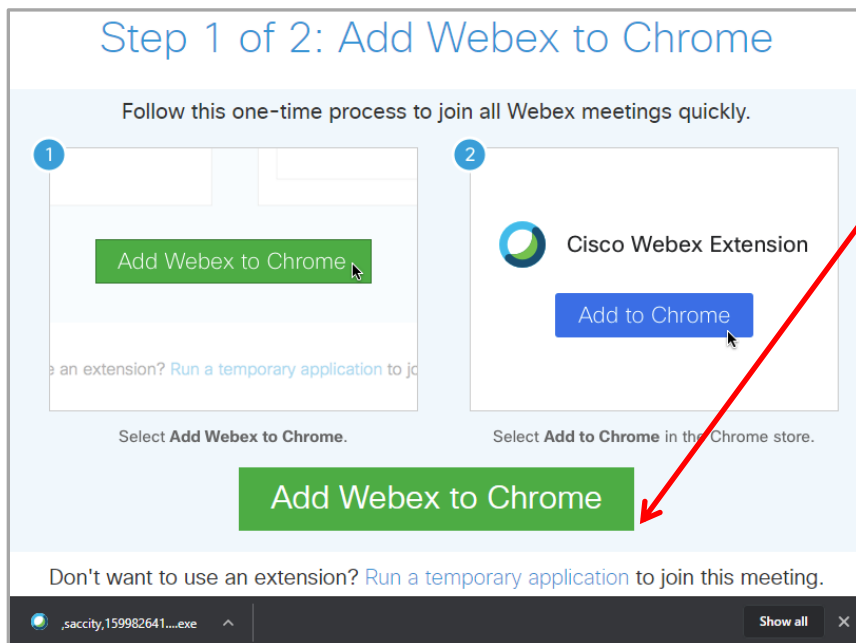 Step 1 of 2: Add Webex to Chrome
Follow this one-time process to join all Webex meetings quickly.
1
Add Webex to Chrome
e an extension? Run a temporary application to jo
Select Add Webex to Chrome.
2
Cisco Webex Extension
Add to Chrome
Select Add to Chrome in the Chrome store.
Add Webex to Chrome
Don't want to use an extension? Run a temporary application to join this meeting.
,saccity,159982641....exe
Show all